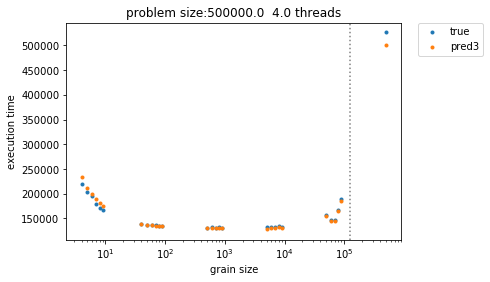 problem size:500000.0  4.0 threads
true
pred3
500000
450000
400000
350000
300000
250000
200000
150000
execution time
10^1
10^2
10^3
10^4
10^5
grain size